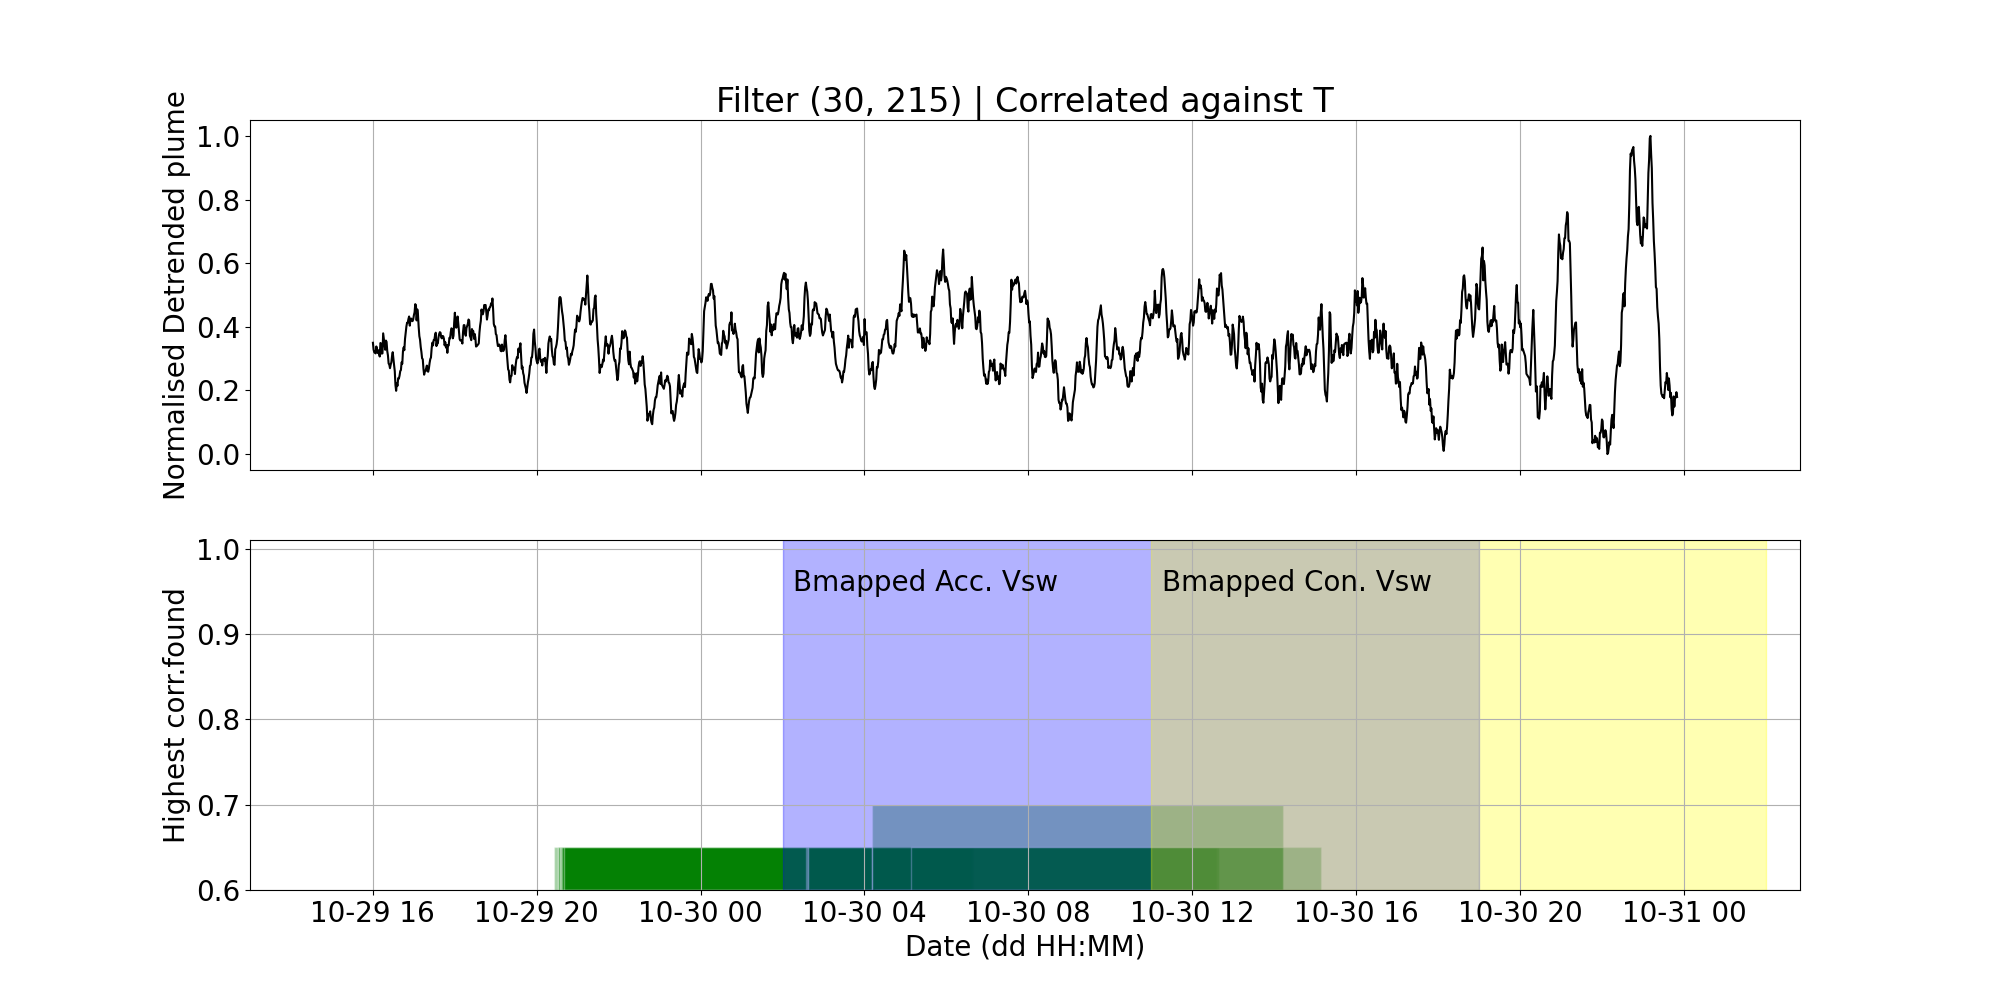 Filter (30, 215) | Correlated against T
Normalised Detrended plume
1.0
0.8
0.6
0.4
0.2
0.0
Highest corr.found
1.0
0.9
0.8
0.7
0.6
Bmapped Acc. Vsw
Bmapped Con. Vsw
10-29 16 10-29 20 10-30 00 10-30 04 10-30 08 10-30 12 10-30 16 10-30 20 10-31 00
Date (dd HH:MM)